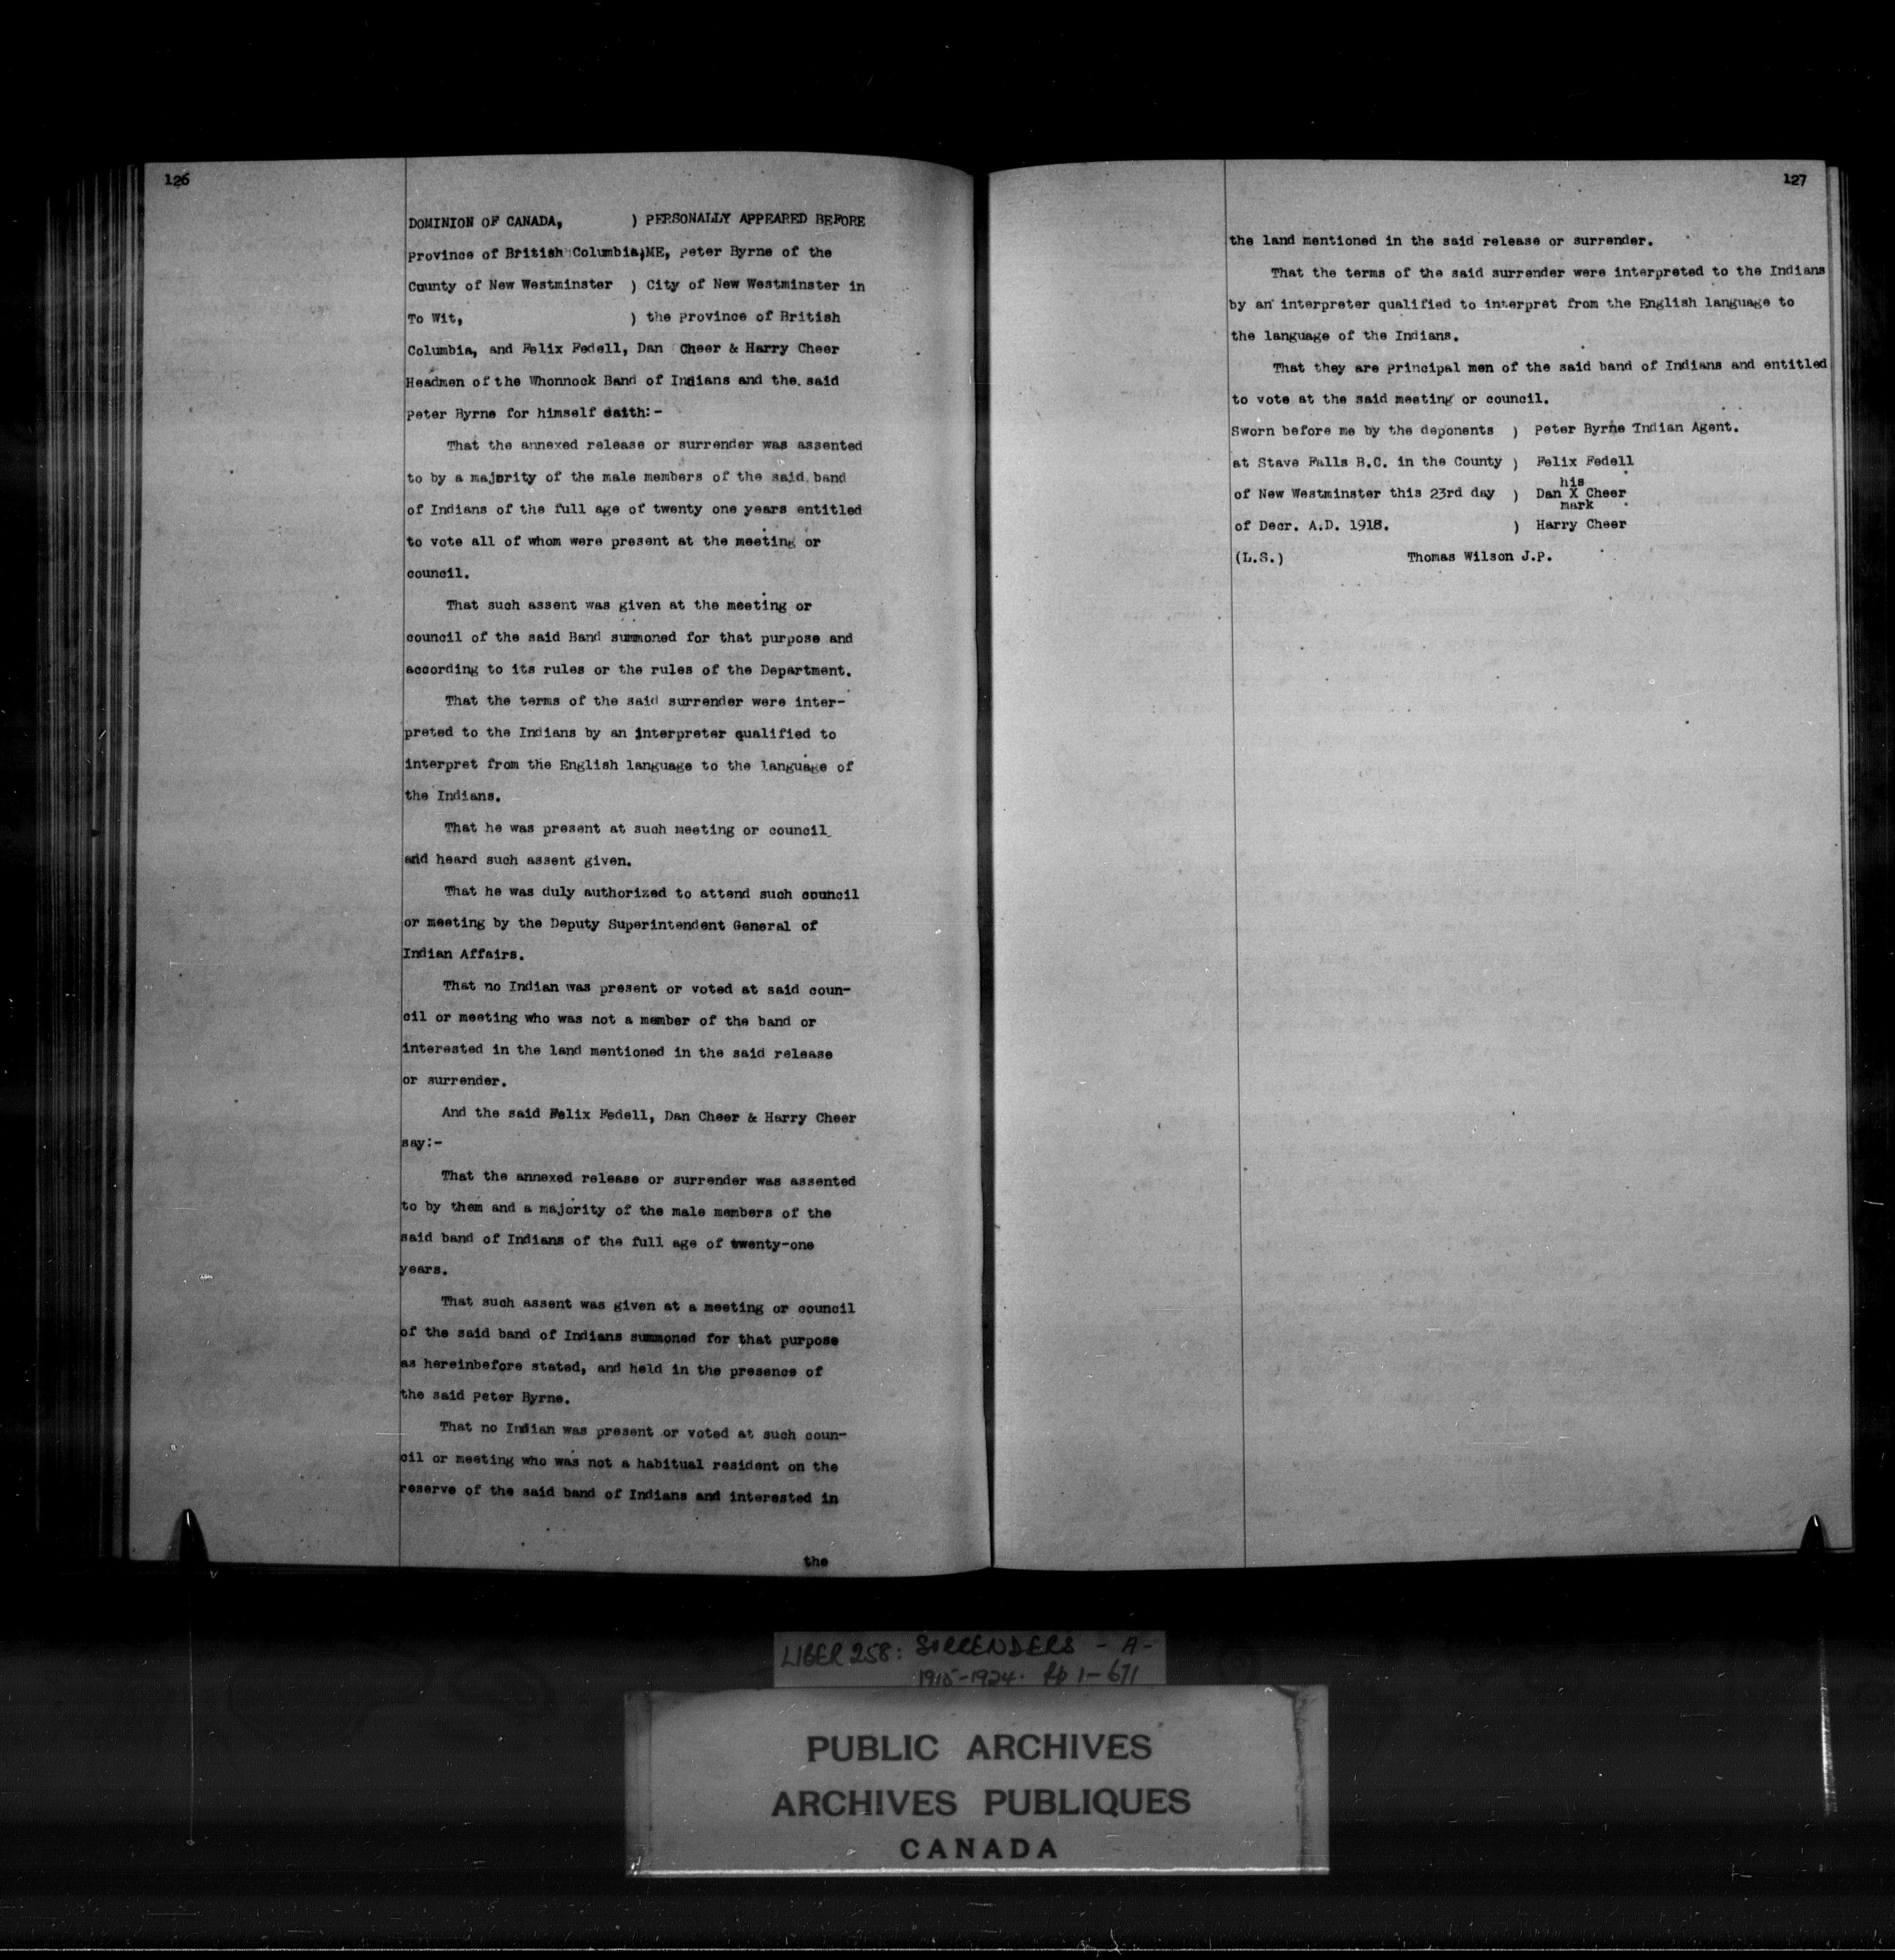 126
DOMINION OF CANADA, ) PERSONALLY APPEARED BEFORE
Province of British Columbia,)ME, Peter Byrne of the
County of New Westminster ) City of New Westminster in
To Wit, ) the Province of British
Columbia, and Felix Fedell, Dan Cheer & Harry Cheer
Headmen of the Whonnock Band of Indians and the said
Peter Byrne for himself saith:-
That the annexed release or surrender was assented
to by a majority of the male members of the said band
of Indians of the full age of twenty one years entitled
to vote all of whom were present at the meeting or
council.
That such assent was given at the meeting or
council of the said Band summoned for that purpose and
according to its rules or the rules of the Department.
That the terms of the said surrender were inter-
preted to the Indians by an interpreter qualified to
interpret from the English language to the language of
the Indians.
That he was present at such meeting or council
and heard such assent given.
That he was duly authorized to attend such council
or meeting by the Deputy Superintendent General of
Indian Affairs.
That no Indian was present or voted at said coun-
cil or meeting who was not a member of the band or
interested in the land mentioned in the said release
or surrender.
And the said Felix Fedell, Dan Cheer & Harry Cheer
say:-
That the annexed release or surrender was assented
to by them and a majority of the male members of the
said band of Indians of the full age of twenty-one
years.
That such assent was given at a meeting or council
of the said band of Indians summoned for that purpose
as hereinbefore stated, and held in the presence of
the said Peter Byrne.
That no Indian was present or voted at such coun-
cil or meeting who was not a habitual resident on the
reserve of the said band of Indians and interested in
the
127
the land mentioned in the said release or surrender.
That the terms of the said surrender were interpreted to the Indians
by an interpreter qualified to interpret from the English language to
the language of the Indians.
That they are principal men of the said band of Indians and entitled
to vote at the said meeting or council.
Sworn before me by the deponents ) Peter Byrne Indian Agent.
at Stave Falls B.C. in the County ) Felix Fedell
his
of New Westminster this 23rd day ) Dan X Cheer
mark
of Decr. A.D. 1918. ) Harry Cheer
(L.S.) Thomas Wilson J.P.
LIBER 258: SURRENDERS - A -
1915-1924. pp 1-671
PUBLIC ARCHIVES
ARCHIVES PUBLIQUES
CANADA